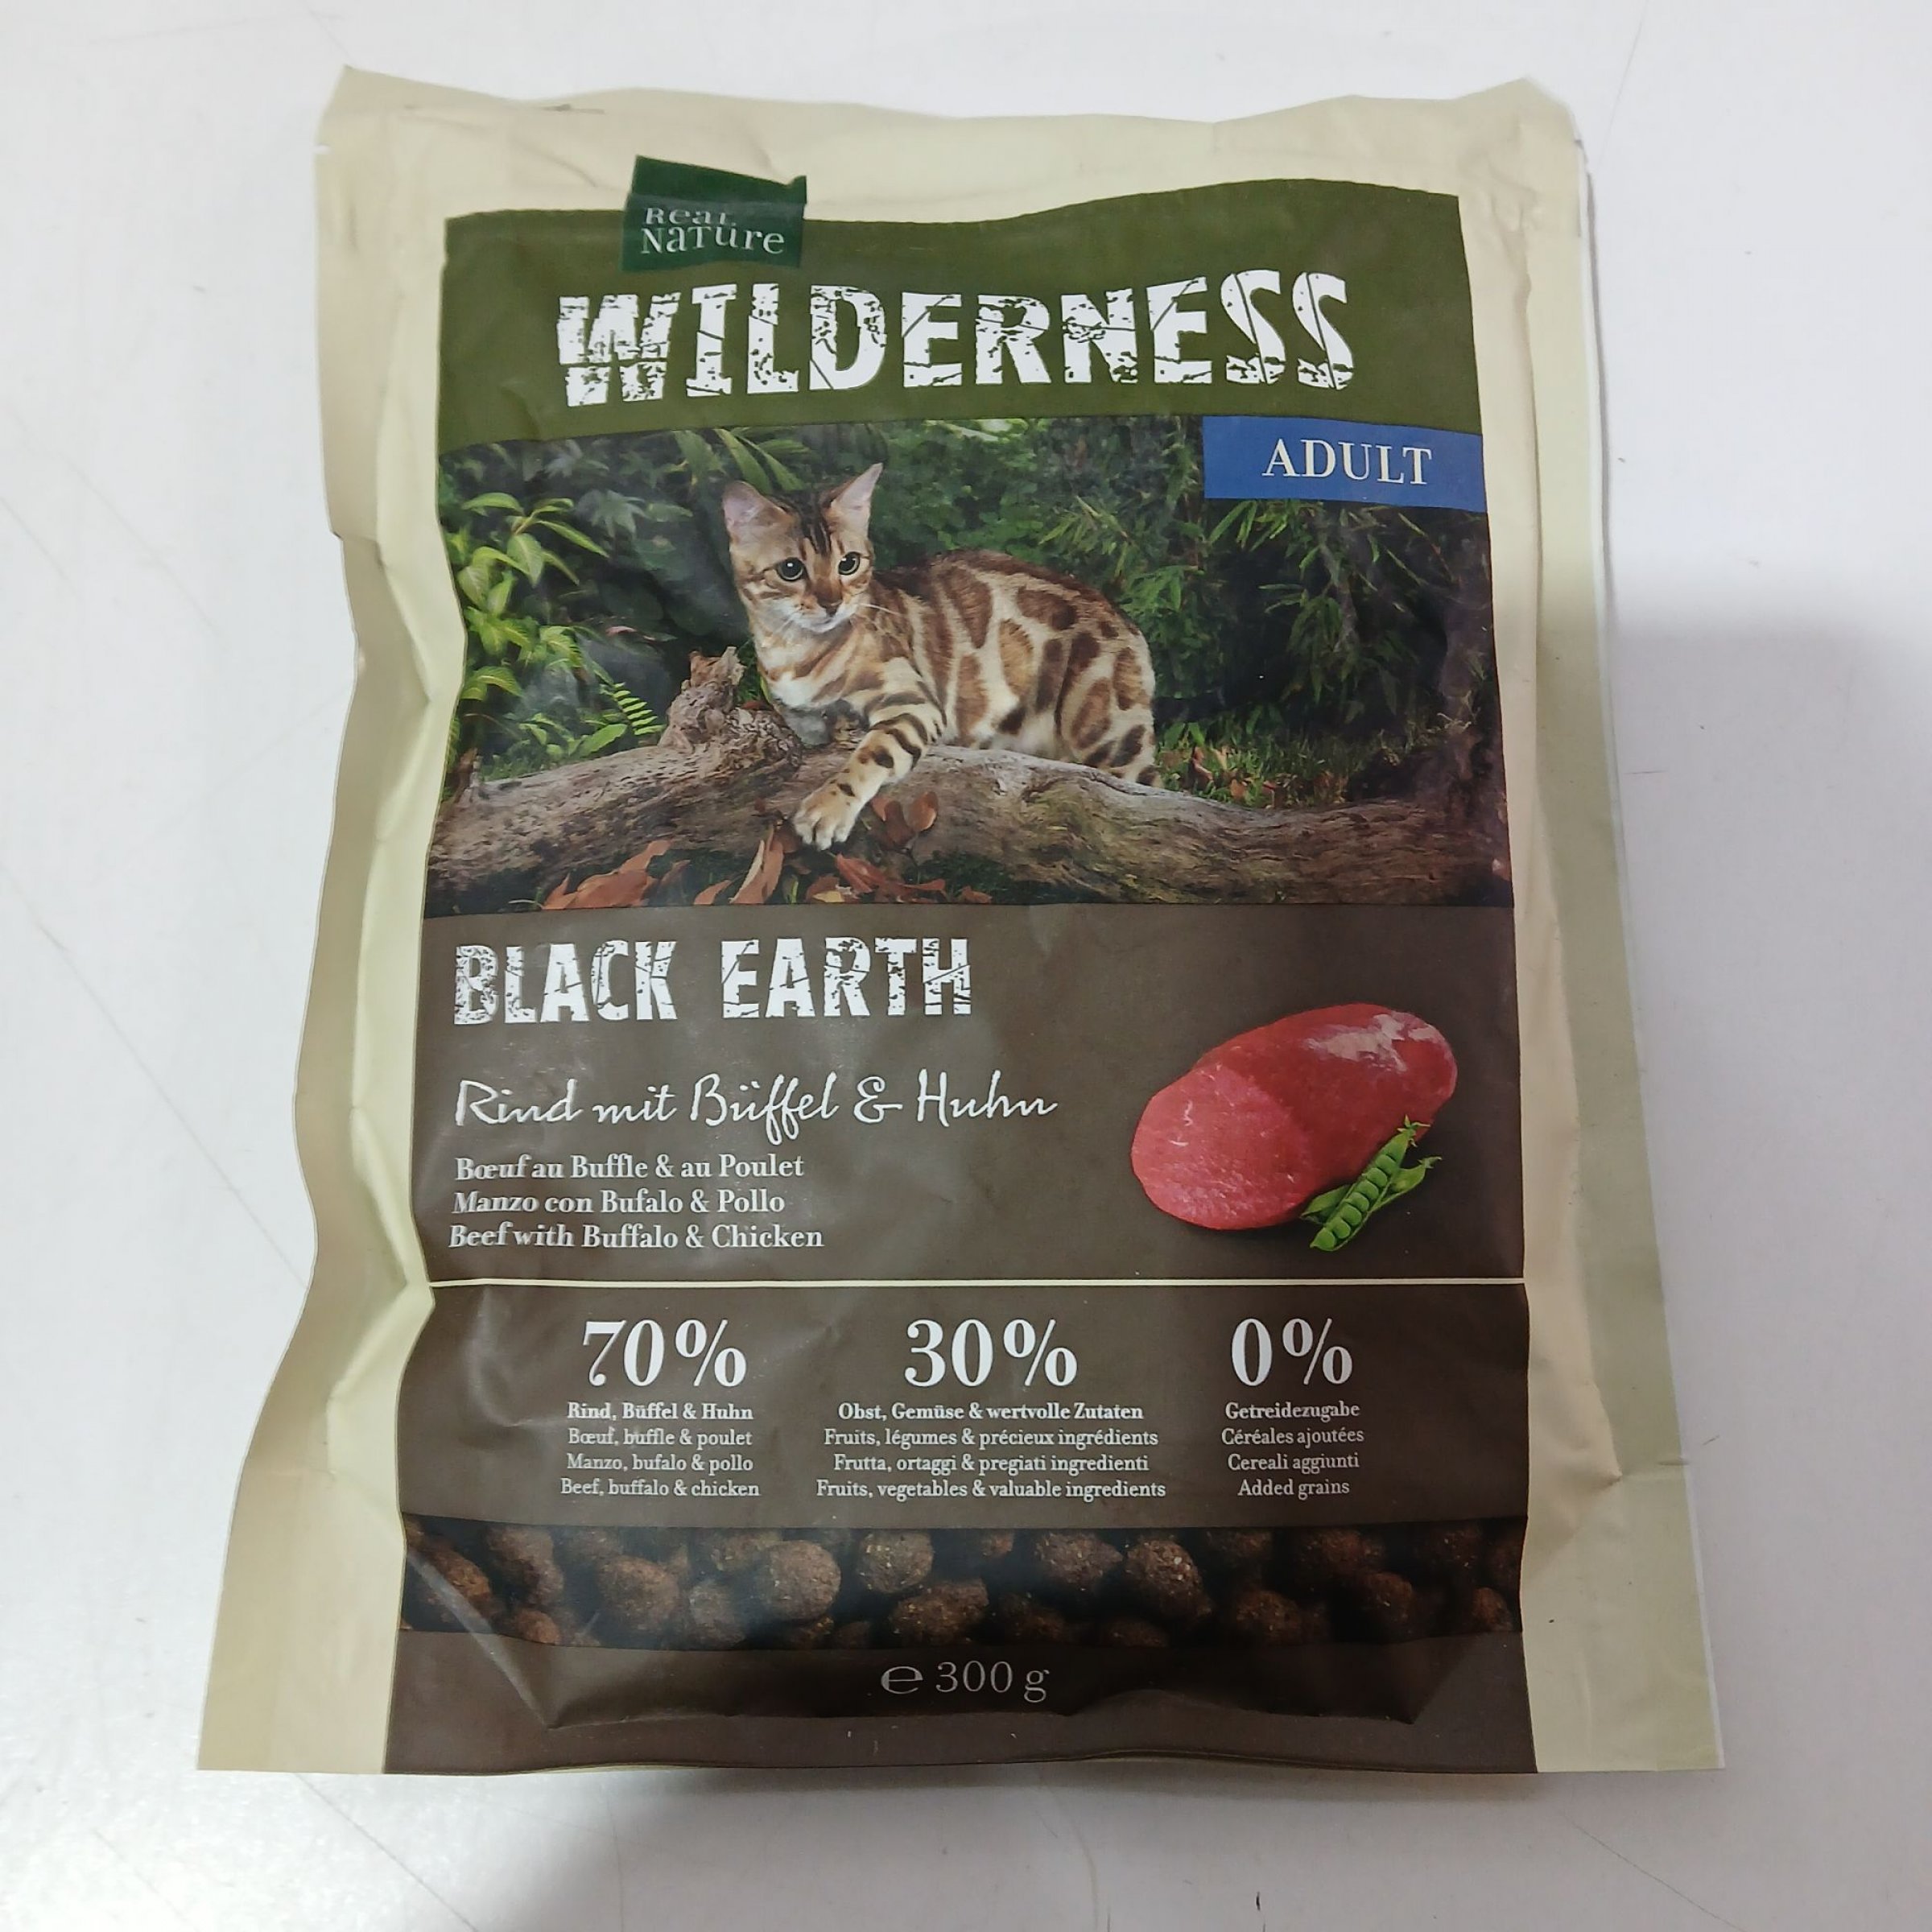 Real
Nature
WILDERNESS
ADULT
BLACK EARTH
Rind mit Büffel & Huhn
Bœuf au Buffle & au Poulet
Manzo con Bufalo & Pollo
Beef with Buffalo & Chicken
70%
Rind, Büffel & Huhn
Bœuf, buffle & poulet
Manzo, bufalo & pollo
Beef, buffalo & chicken
30%
Obst, Gemüse & wertvolle Zutaten
Fruits, légumes & précieux ingrédients
Frutta, ortaggi & pregiati ingredienti
Fruits, vegetables & valuable ingredients
0%
Getreidezugabe
Céréales ajoutées
Cereali aggiunti
Added grains
℮ 300 g